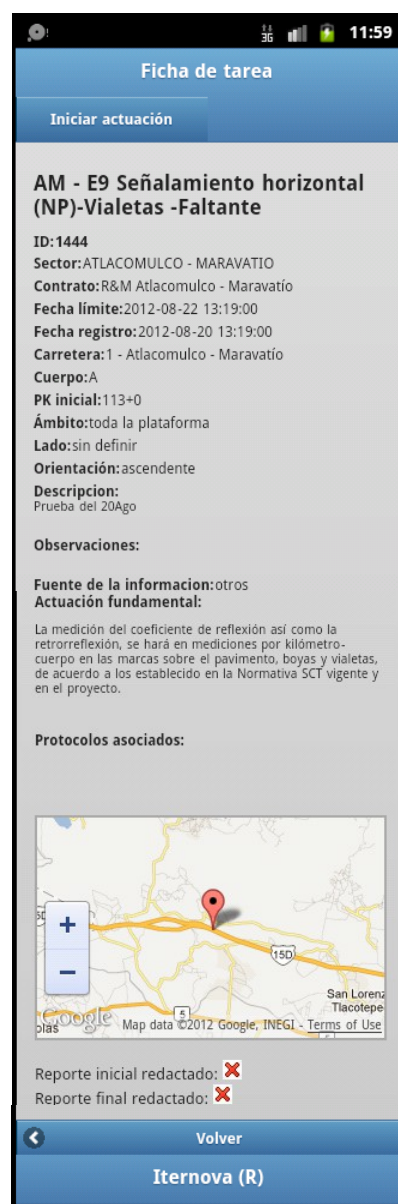 3G 11:59
Ficha de tarea
Iniciar actuación
AM - E9 Señalamiento horizontal
(NP)-Vialetas -Faltante
ID:1444
Sector:ATLACOMULCO - MARAVATIO
Contrato:R&M Atlacomulco - Maravatío
Fecha límite:2012-08-22 13:19:00
Fecha registro:2012-08-20 13:19:00
Carretera:1 - Atlacomulco - Maravatío
Cuerpo:A
PK inicial:113+0
Ámbito:toda la plataforma
Lado:sin definir
Orientación:ascendente
Descripcion:
Prueba del 20Ago
Observaciones:
Fuente de la informacion:otros
Actuación fundamental:
La medición del coeficiente de reflexión así como la
retrorreflexión, se hará en mediciones por kilómetro-
cuerpo en las marcas sobre el pavimento, boyas y vialetas,
de acuerdo a los establecido en la Normativa SCT vigente y
en el proyecto.
Protocolos asociados:
+
15D
−
San Lorenz
Tlacotepe
5
olas
Google
Map data ©2012 Google, INEGI - Terms of Use
Reporte inicial redactado:
Reporte final redactado:
Volver
Iternova (R)